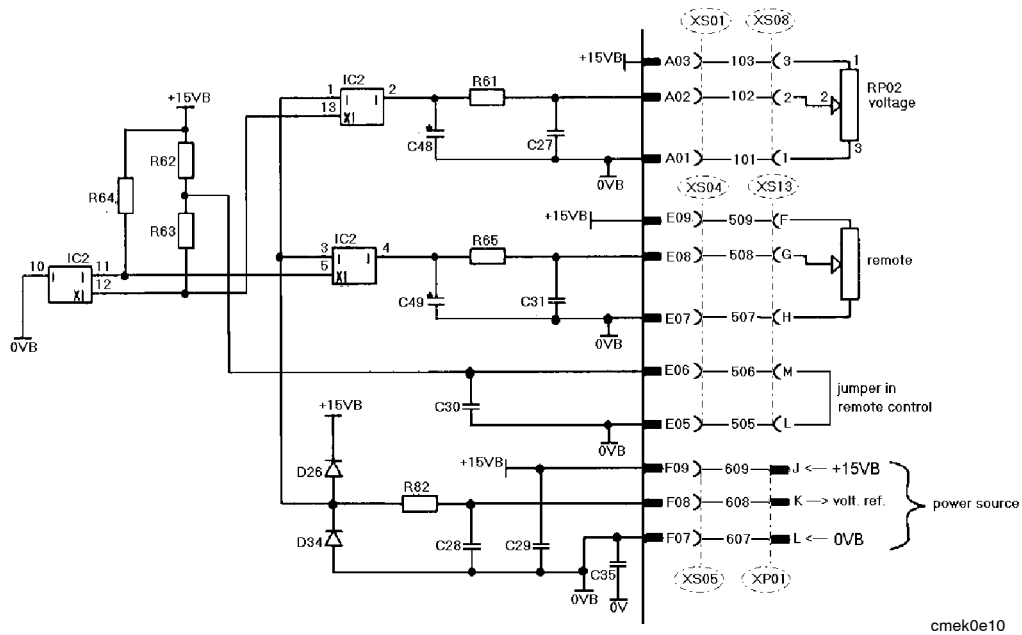 XS01 XS08
+15VB A03 103 3 1
IC2 R61 RP02
1 2 A02 102 2 2 voltage
13 X1
+15VB
C48 C27
R62 A01 101 1 3
0VB
R64 XS04 XS13
+15VB E09 509 F
R63 IC2 R65
3 4 E08 508 G remote
IC2 5 X1
10 11
12 X1
C49 C31
E07 507 H
0VB 0VB
E06 506 M
jumper in
C30 remote control
+15VB E05 505 L
0VB
+15VB F09 609 J <— +15VB
D26
R82 F08 608 K —> volt. ref. power source
D34 C28 C29 F07 607 L <— 0VB
C35
XS05 XP01
0VB 0V
cmek0e10